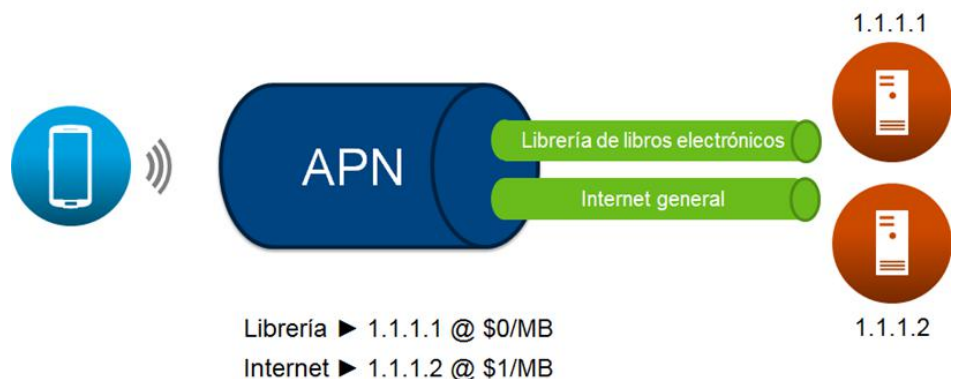 1.1.1.1
APN
Librería de libros electrónicos
Internet general
1.1.1.2
Librería ► 1.1.1.1 @ $0/MB
Internet ► 1.1.1.2 @ $1/MB